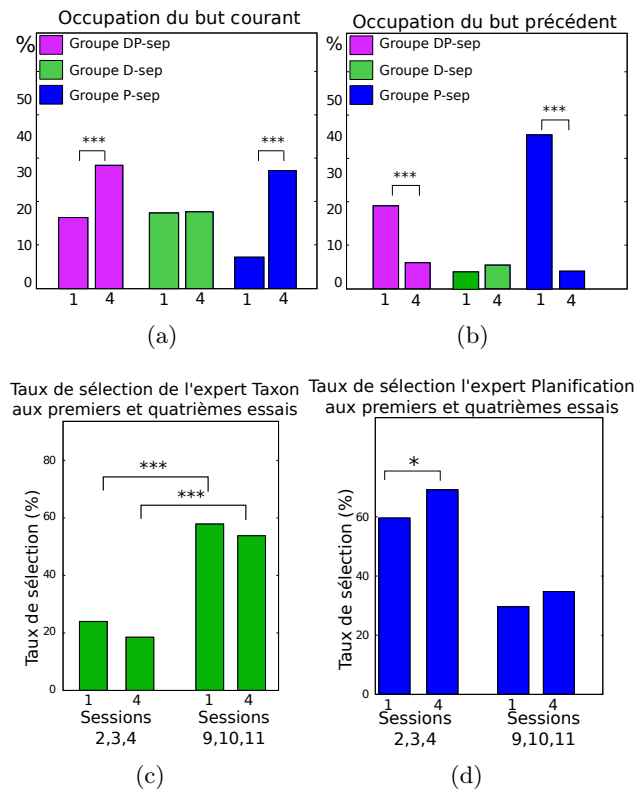 Occupation du but courant
%
Groupe DP-sep
Groupe D-sep
Groupe P-sep
50
40
30
20
10
0
***
***
1 4 1 4 1 4
(a)
Occupation du but précédent
%
Groupe DP-sep
Groupe D-sep
Groupe P-sep
50
40
30
20
10
0
***
***
1 4 1 4 1 4
(b)
Taux de sélection de l'expert Taxon
aux premiers et quatrièmes essais
Taux de sélection (%)
80
60
40
20
0
***
***
1 4 1 4
Sessions Sessions
2,3,4 9,10,11
(c)
Taux de sélection l'expert Planification
aux premiers et quatrièmes essais
Taux de sélection (%)
60
40
20
0
*
1 4 1 4
Sessions Sessions
2,3,4 9,10,11
(d)